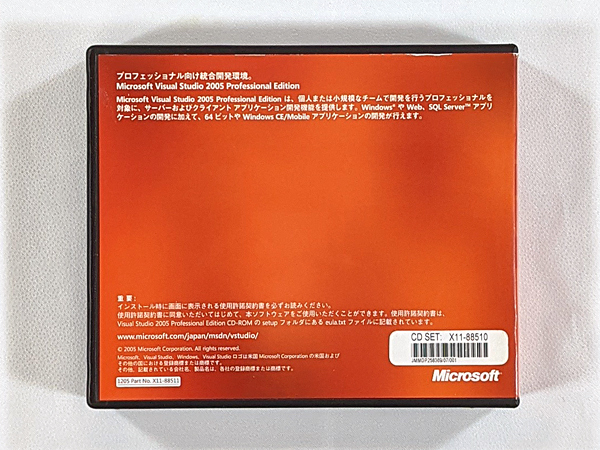 プロフェッショナル向け統合開発環境。
Microsoft Visual Studio 2005 Professional Edition
Microsoft Visual Studio 2005 Professional Edition は、個人または小規模なチームで開発を行うプロフェッショナルを
対象に、サーバーおよびクライアント アプリケーション開発機能を提供します。Windows® や Web、SQL Server™ アプリ
ケーションの開発に加えて、64 ビットや Windows CE/Mobile アプリケーションの開発が行えます。
重要:
インストール時に画面に表示される使用許諾契約書を必ずお読みください。
使用許諾契約書に同意いただいてはじめて、本ソフトウェアをご使用いただくことができます。使用許諾契約書は、
Visual Studio 2005 Professional Edition CD-ROM の setup フォルダにある eula.txt ファイルに記載されています。
www.microsoft.com/japan/msdn/vstudio/
© 2005 Microsoft Corporation. All rights reserved.
Microsoft、Visual Studio、Windows、Visual Studio ロゴは米国 Microsoft Corporation の米国および
その他の国における登録商標または商標です。
その他、記載されている会社名、製品名は、各社の登録商標または商標です。
1205 Part No. X11-88511
CD SET: X11-88510
Microsoft